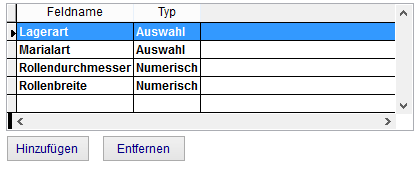 Feldname Typ
Lagerart Auswahl
Marialart Auswahl
Rollendurchmesser Numerisch
Rollenbreite Numerisch
Hinzufügen Entfernen